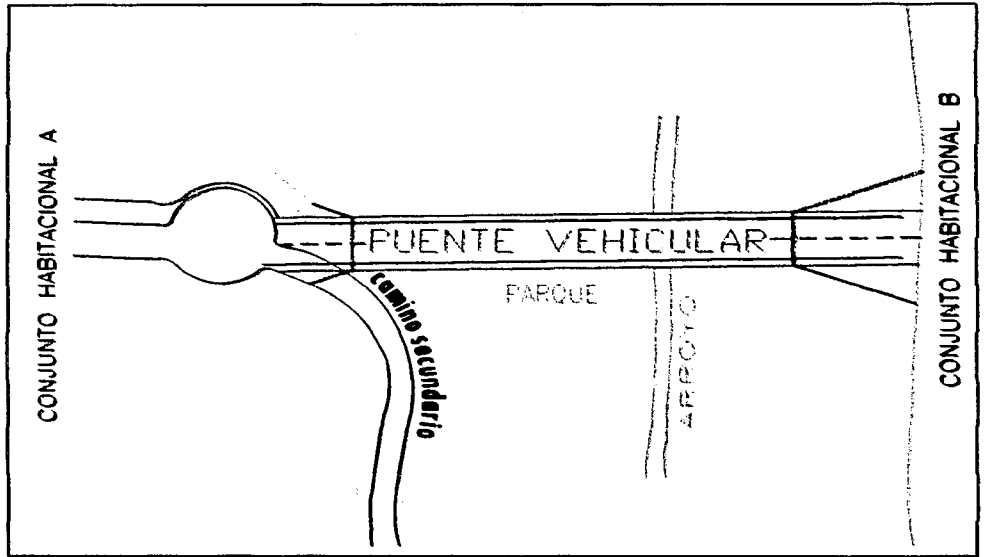 CONJUNTO HABITACIONAL A
PUENTE VEHICULAR
camino secundario
PARQUE
ARROYO
CONJUNTO HABITACIONAL B